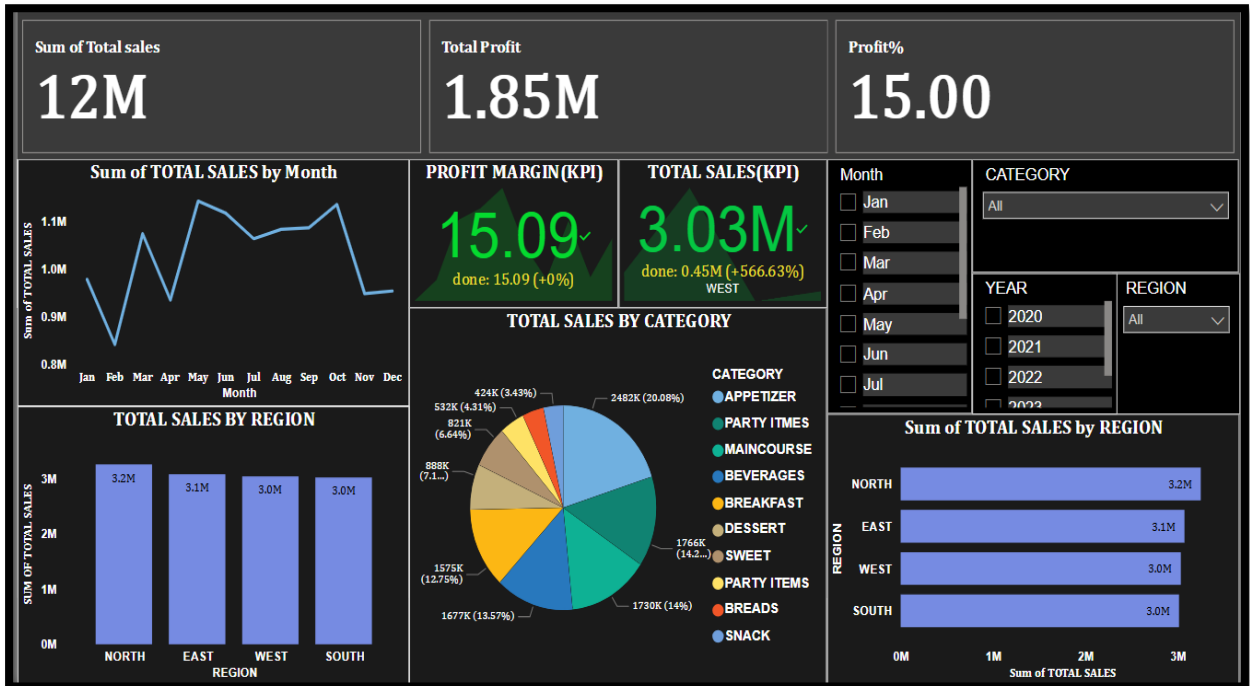 Sum of Total sales
12M
Total Profit
1.85M
Profit%
15.00
Sum of TOTAL SALES by Month
Sum of TOTAL SALES
1.1M
1.0M
0.9M
0.8M
Jan Feb Mar Apr May Jun Jul Aug Sep Oct Nov Dec
Month
PROFIT MARGIN(KPI)
15.09
done: 15.09 (+0%)
TOTAL SALES(KPI)
3.03M
done: 0.45M (+566.63%)
WEST
Month
Jan
Feb
Mar
Apr
May
Jun
Jul
CATEGORY
All
YEAR
2020
2021
2022
2023
REGION
All
TOTAL SALES BY REGION
SUM OF TOTAL SALES
3M
2M
1M
0M
3.2M
3.1M
3.0M
3.0M
NORTH EAST WEST SOUTH
REGION
TOTAL SALES BY CATEGORY
424K (3.43%)
532K (4.31%)
821K
(6.64%)
888K
(7.1...)
1575K
(12.75%)
1677K (13.57%)
1730K (14%)
1766K
(14.2...)
2482K (20.08%)
CATEGORY
APPETIZER
PARTY ITMES
MAINCOURSE
BEVERAGES
BREAKFAST
DESSERT
SWEET
PARTY ITEMS
BREADS
SNACK
Sum of TOTAL SALES by REGION
REGION
NORTH
3.2M
EAST
3.1M
WEST
3.0M
SOUTH
3.0M
0M 1M 2M 3M
Sum of TOTAL SALES